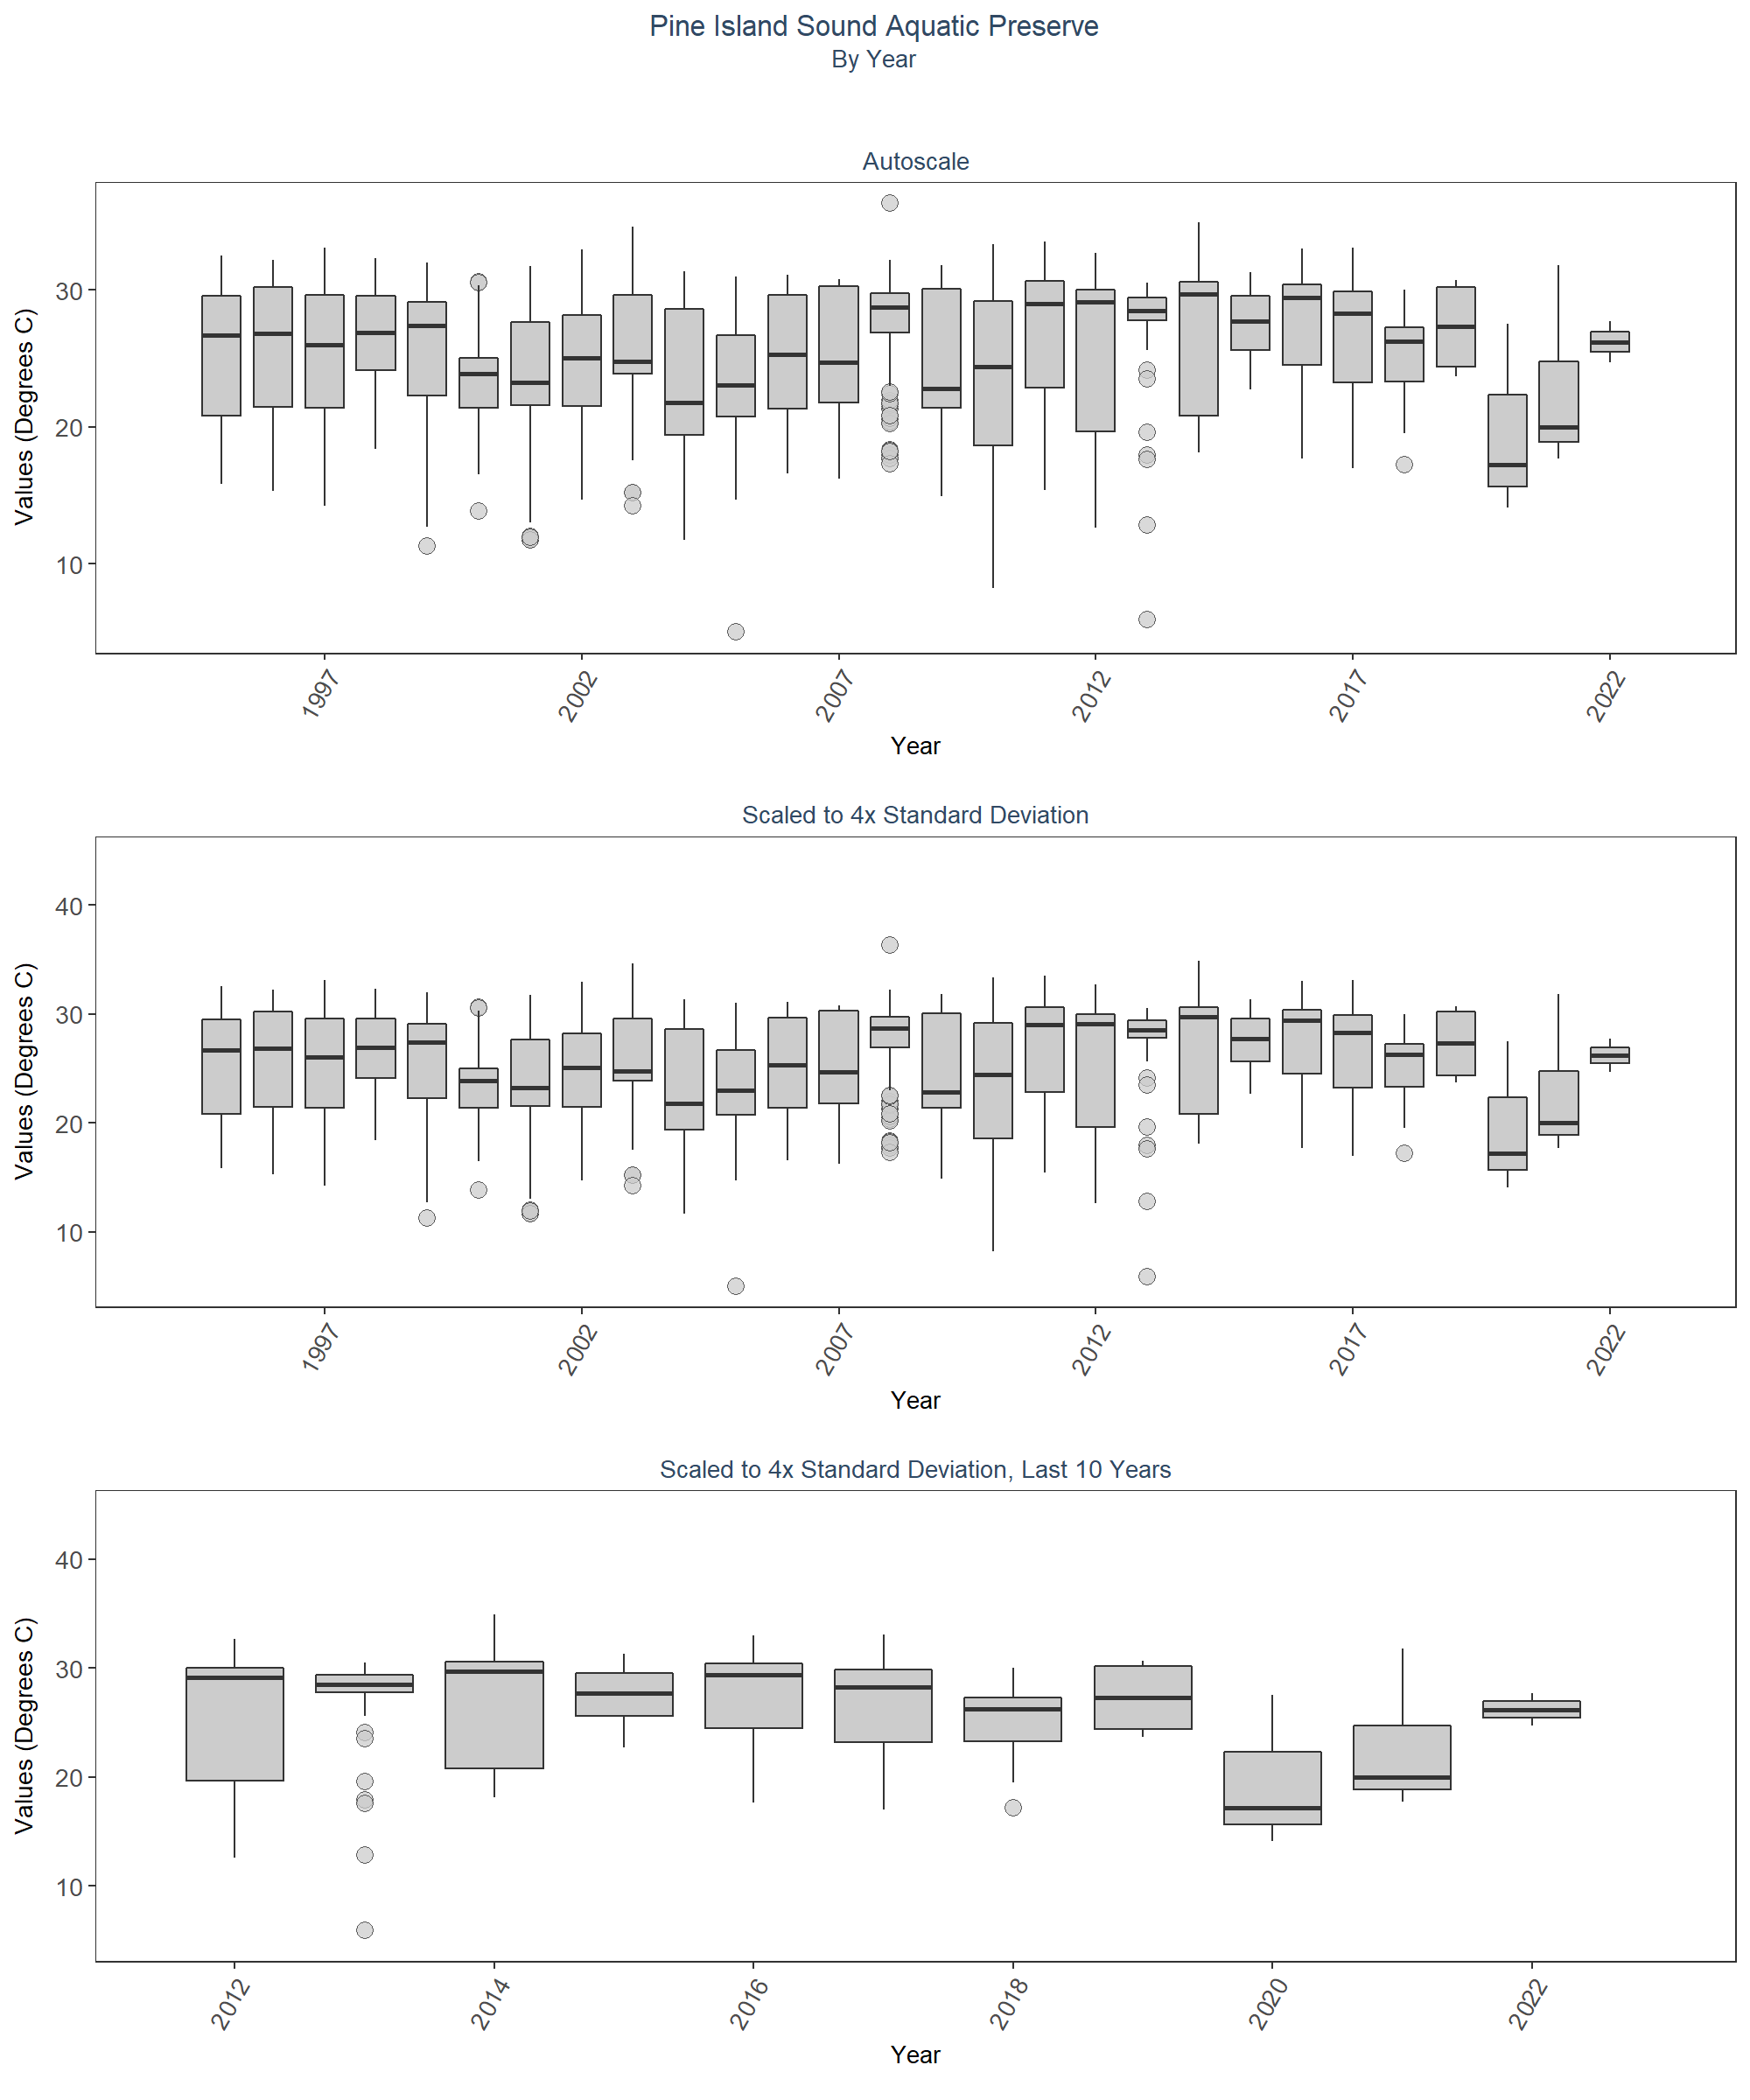 Pine Island Sound Aquatic Preserve
By Year
Autoscale
Values (Degrees C)
30
20
10
1997
2002
2007
2012
2017
2022
Year
Scaled to 4x Standard Deviation
Values (Degrees C)
40
30
20
10
1997
2002
2007
2012
2017
2022
Year
Scaled to 4x Standard Deviation, Last 10 Years
Values (Degrees C)
40
30
20
10
2012
2014
2016
2018
2020
2022
Year